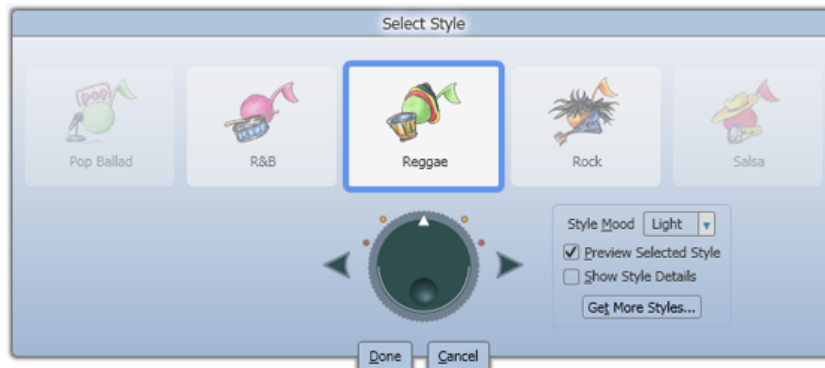 Select Style
pop
Pop Ballad
R&B
Reggae
Rock
Salsa
Style Mood Light
Preview Selected Style
Show Style Details
Get More Styles...
Done Cancel